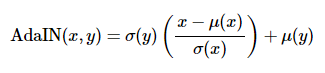 AdaIN(x, y) = σ(y) ( (x − μ(x)) / σ(x) ) + μ(y)